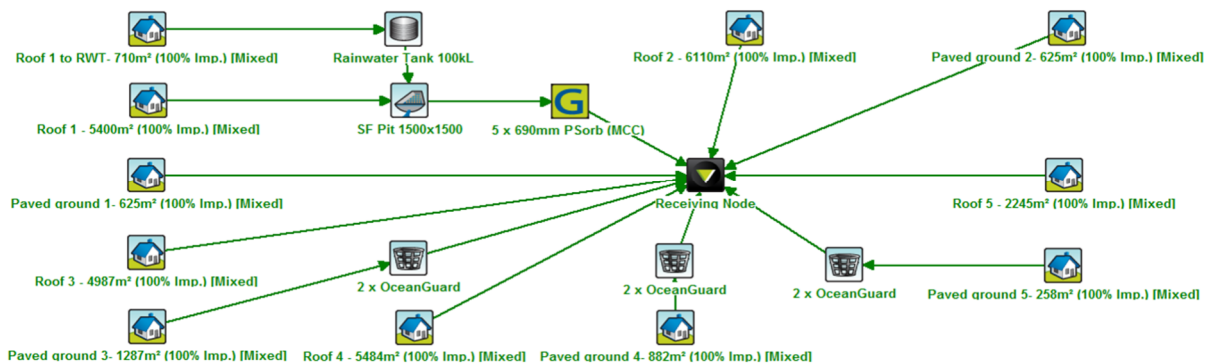 Roof 1 to RWT- 710m² (100% Imp.) [Mixed]
Rainwater Tank 100kL
Roof 2 - 6110m² (100% Imp.) [Mixed]
Paved ground 2- 625m² (100% Imp.) [Mixed]
Roof 1 - 5400m² (100% Imp.) [Mixed]
SF Pit 1500x1500
G
5 x 690mm PSorb (MCC)
Paved ground 1- 625m² (100% Imp.) [Mixed]
Receiving Node
Roof 5 - 2245m² (100% Imp.) [Mixed]
Roof 3 - 4987m² (100% Imp.) [Mixed]
2 x OceanGuard
2 x OceanGuard
2 x OceanGuard
Paved ground 5- 258m² (100% Imp.) [Mixed]
Paved ground 3- 1287m² (100% Imp.) [Mixed]
Roof 4 - 5484m² (100% Imp.) [Mixed]
Paved ground 4- 882m² (100% Imp.) [Mixed]